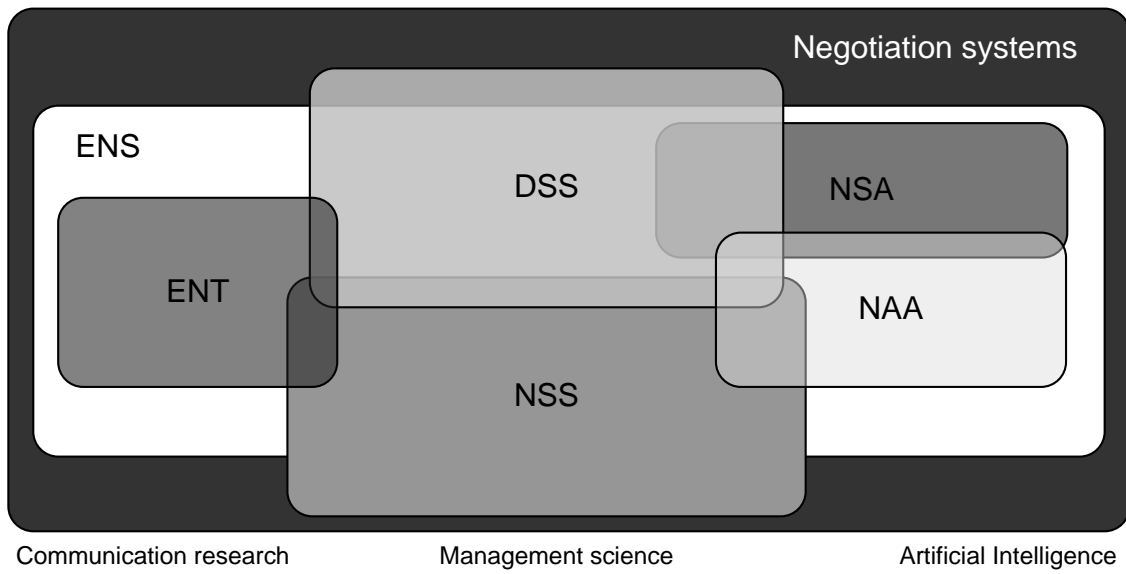 Negotiation systems
ENS
DSS
NSA
ENT
NAA
NSS
Communication research
Management science
Artificial Intelligence